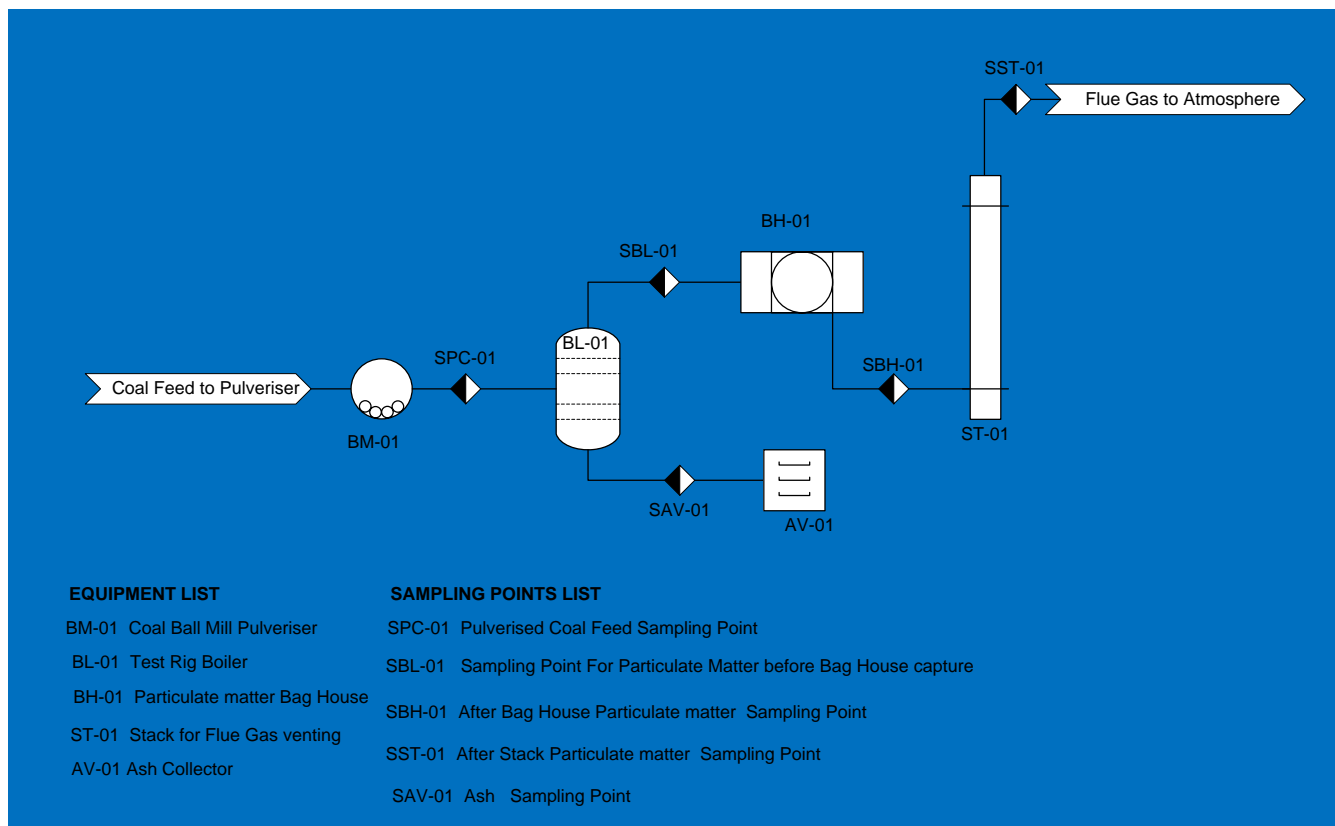 SST-01
Flue Gas to Atmosphere
BH-01
SBL-01
BL-01
SPC-01
SBH-01
Coal Feed to Pulveriser
BM-01
ST-01
SAV-01
AV-01
EQUIPMENT LIST
BM-01 Coal Ball Mill Pulveriser
BL-01 Test Rig Boiler
BH-01 Particulate matter Bag House
ST-01 Stack for Flue Gas venting
AV-01 Ash Collector
SAMPLING POINTS LIST
SPC-01 Pulverised Coal Feed Sampling Point
SBL-01 Sampling Point For Particulate Matter before Bag House capture
SBH-01 After Bag House Particulate matter Sampling Point
SST-01 After Stack Particulate matter Sampling Point
SAV-01 Ash Sampling Point